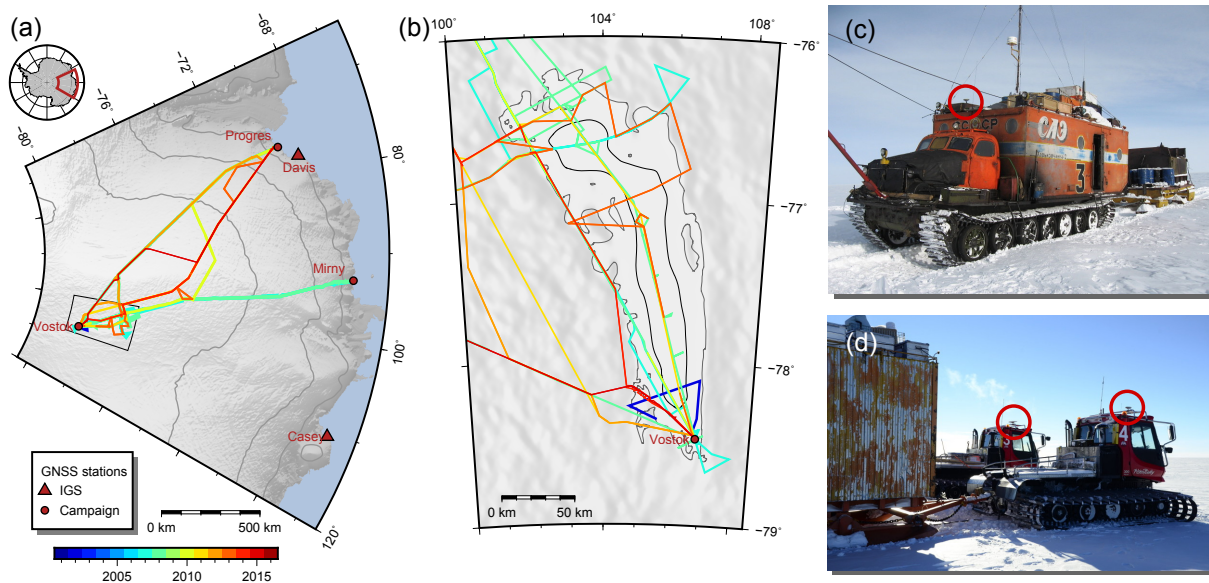 (a)
−68°
−72°
−76°
−80°
Progres
Davis
80°
Mirny
Vostok
100°
Casey
120°
GNSS stations
IGS
Campaign
0 km 500 km
2005 2010 2015
(b)
100° 104° 108°
−76°
−77°
−78°
Vostok
0 km 50 km
−79°
(c)
СССР
САЭ
3
(d)
4